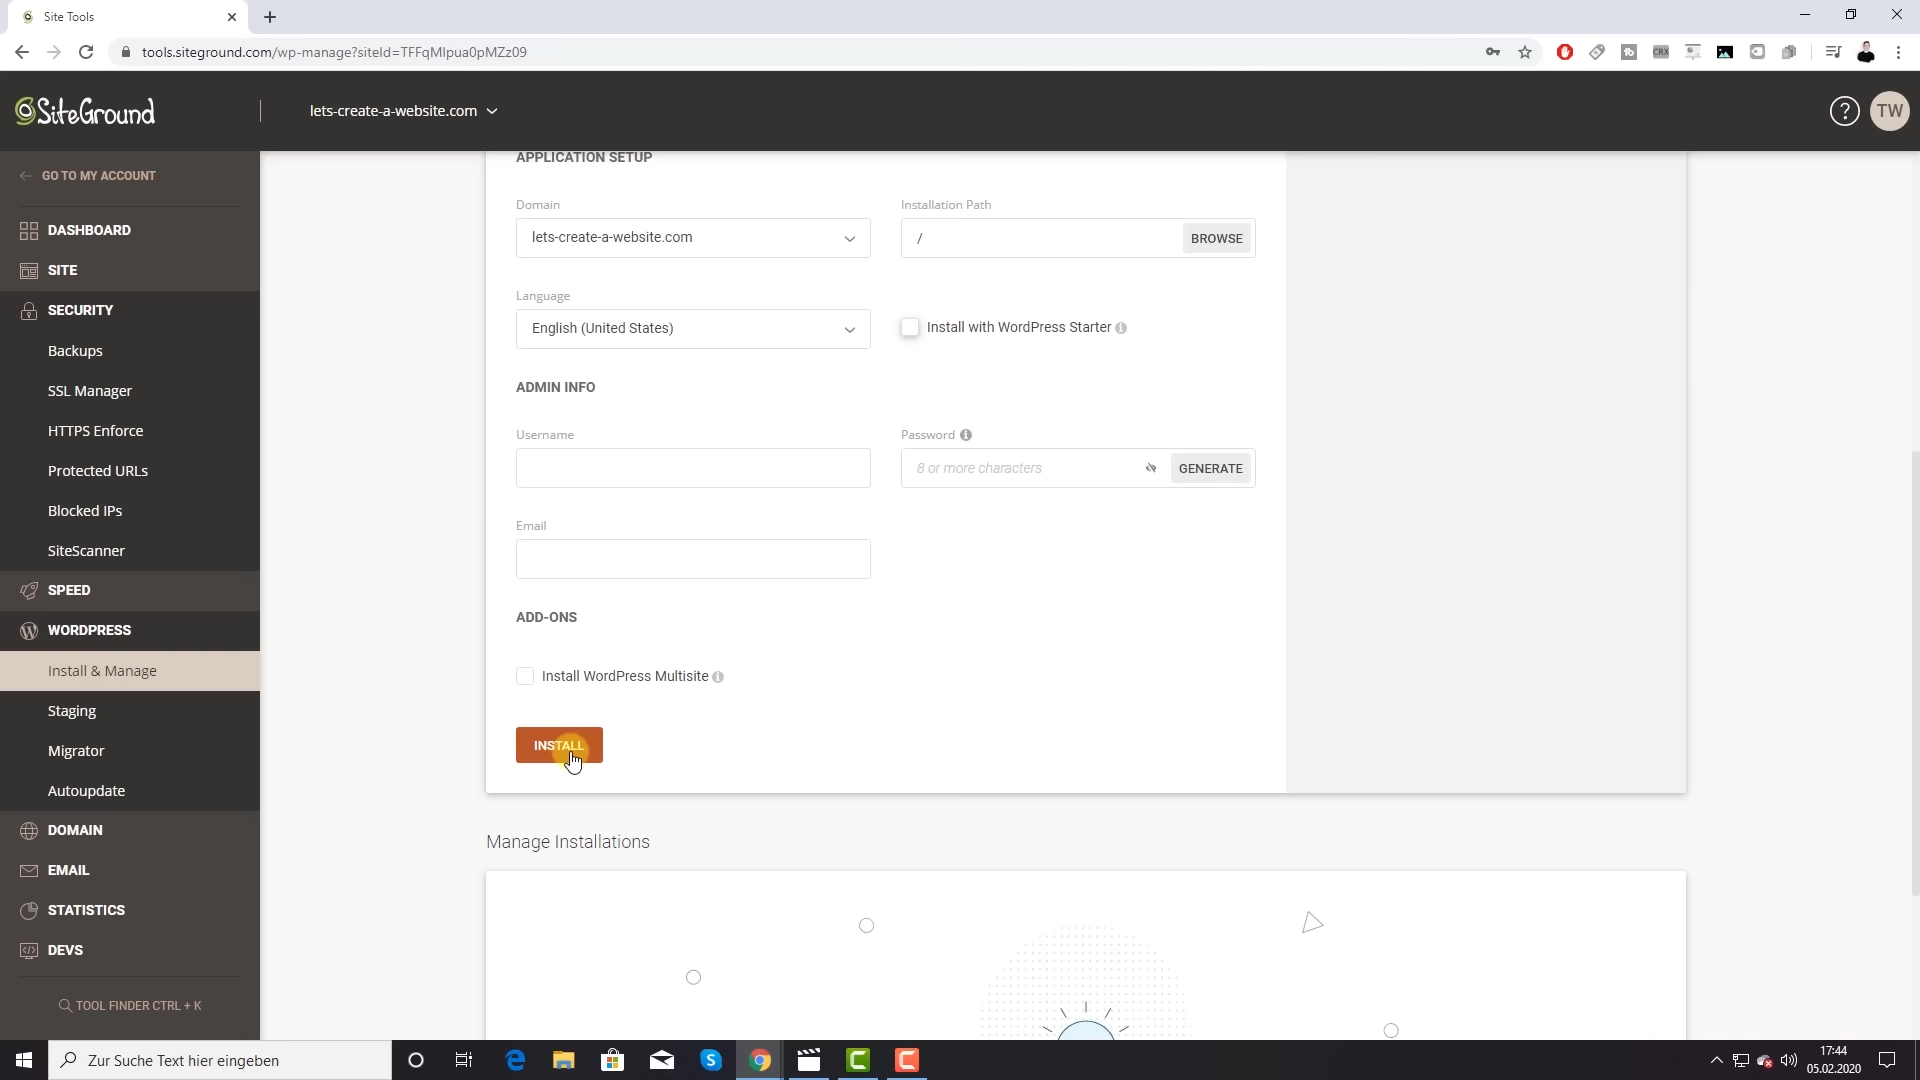 Site Tools
tools.siteground.com/wp-manage?siteId=TFFqMIpua0pMZz09
SiteGround
lets-create-a-website.com
?
TW
GO TO MY ACCOUNT
DASHBOARD
SITE
SECURITY
Backups
SSL Manager
HTTPS Enforce
Protected URLs
Blocked IPs
SiteScanner
SPEED
WORDPRESS
Install & Manage
Staging
Migrator
Autoupdate
DOMAIN
EMAIL
STATISTICS
DEVS
TOOL FINDER CTRL + K
APPLICATION SETUP
Domain
Installation Path
lets-create-a-website.com
/
BROWSE
Language
English (United States)
Install with WordPress Starter
ADMIN INFO
Username
Password
8 or more characters
GENERATE
Email
ADD-ONS
Install WordPress Multisite
INSTALL
Manage Installations
Zur Suche Text hier eingeben
17:44
05.02.2020